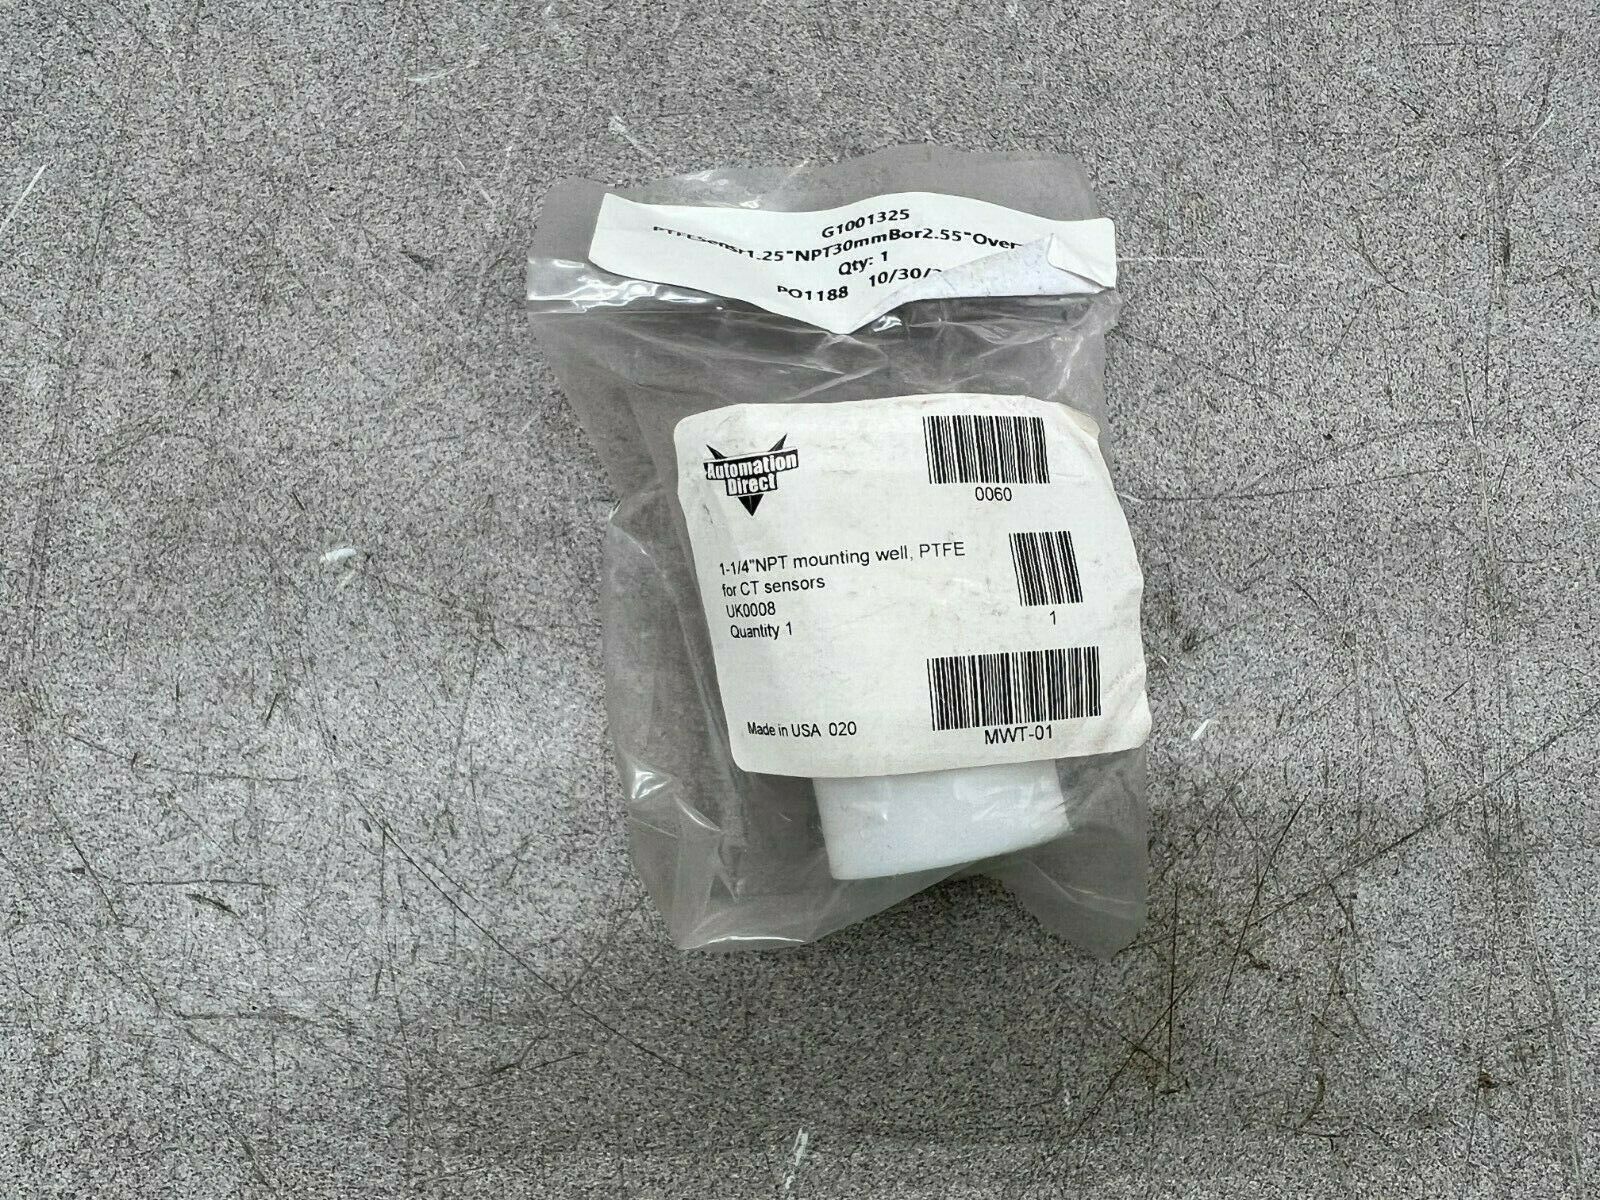 G1001325
1.25"NPT30mmBor2.55"Over
Qty: 1
PO1188 10/30/
Automation
Direct
0060
1-1/4"NPT mounting well, PTFE
for CT sensors
UK0008
Quantity 1
1
Made in USA 020
MWT-01